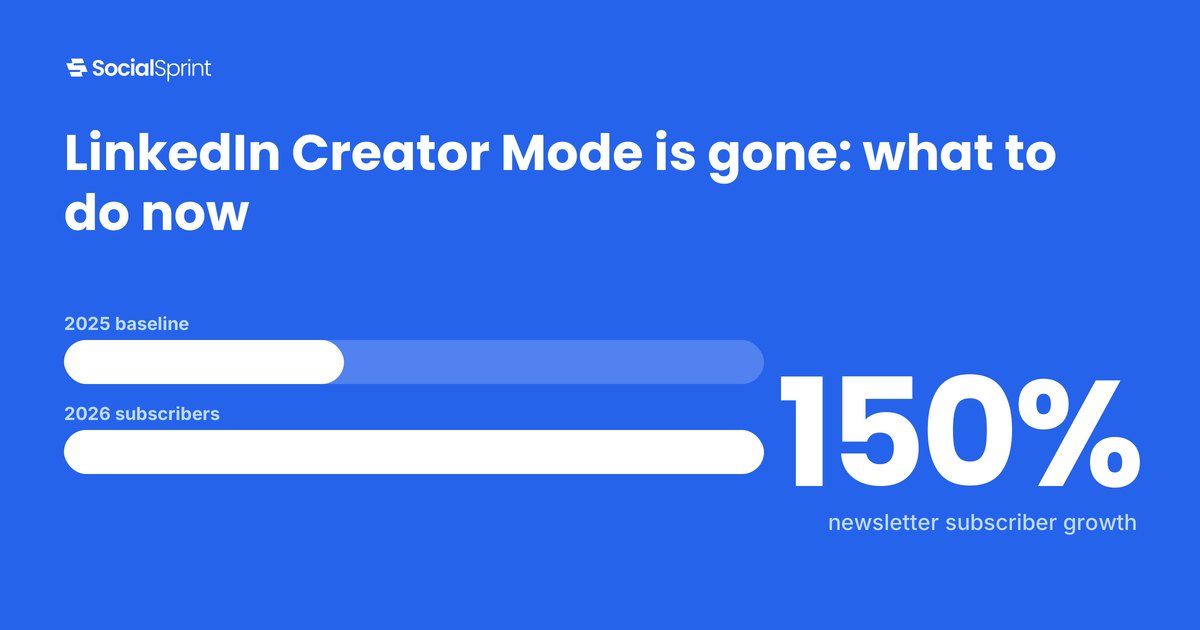 SocialSprint
LinkedIn Creator Mode is gone: what to
do now
2025 baseline
2026 subscribers
150%
newsletter subscriber growth